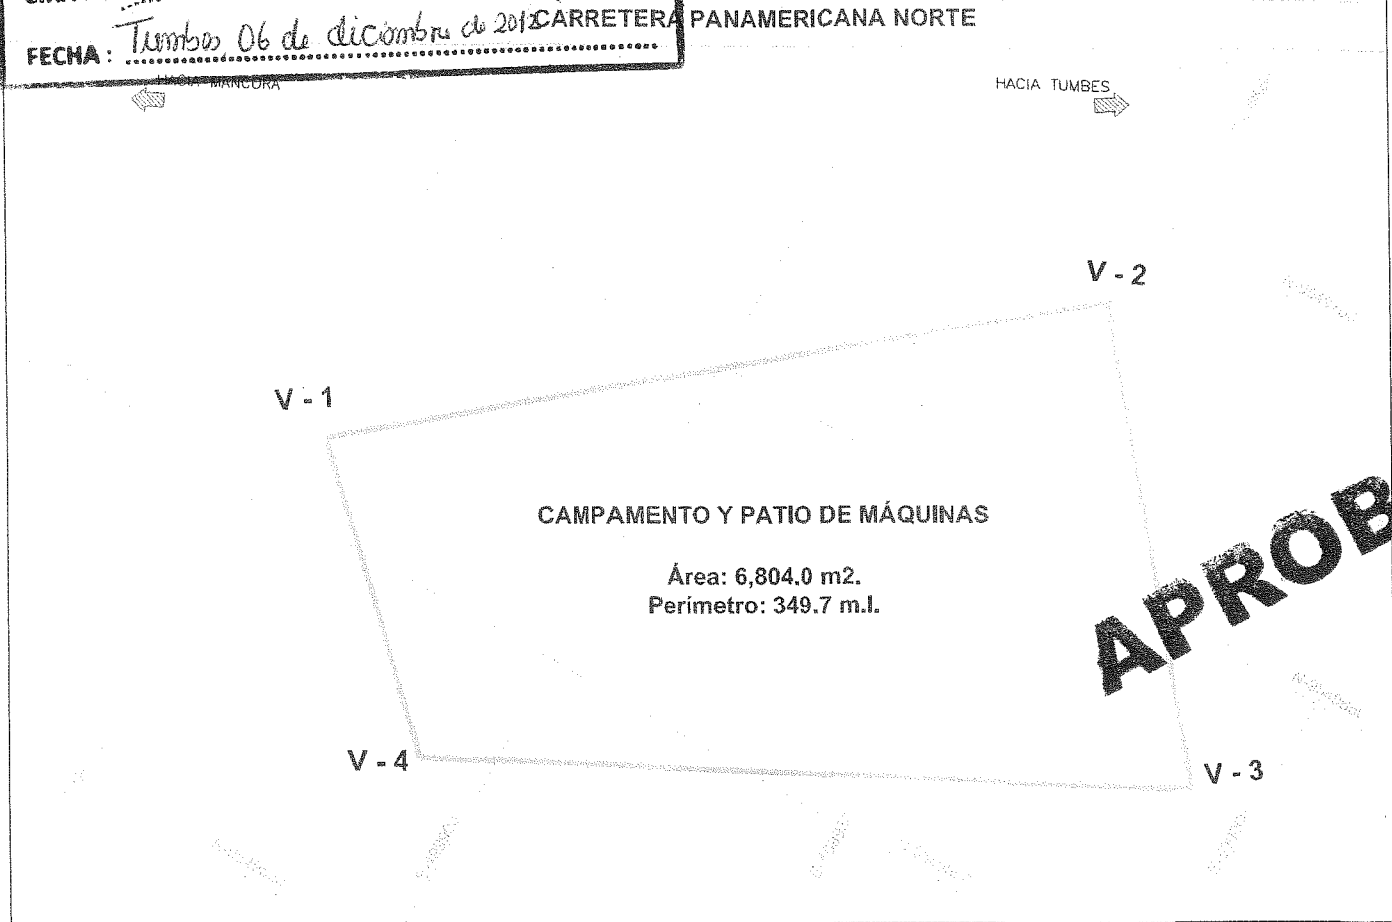 CARRETERA PANAMERICANA NORTE
FECHA: Tumbes, 06 de diciembre de 2012
HACIA MANCORA
HACIA TUMBES
V - 2
V - 1
CAMPAMENTO Y PATIO DE MÁQUINAS
Área: 6,804.0 m2.
Perímetro: 349.7 m.l.
APROB
V - 4
V - 3